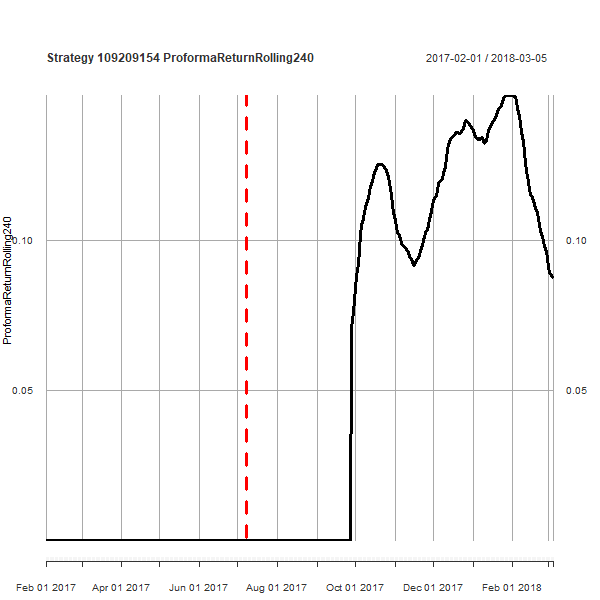 Strategy 109209154 ProformaReturnRolling240
2017-02-01 / 2018-03-05
ProformaReturnRolling240
0.10
0.10
0.05
0.05
Feb 01 2017 Apr 01 2017 Jun 01 2017 Aug 01 2017 Oct 01 2017 Dec 01 2017 Feb 01 2018